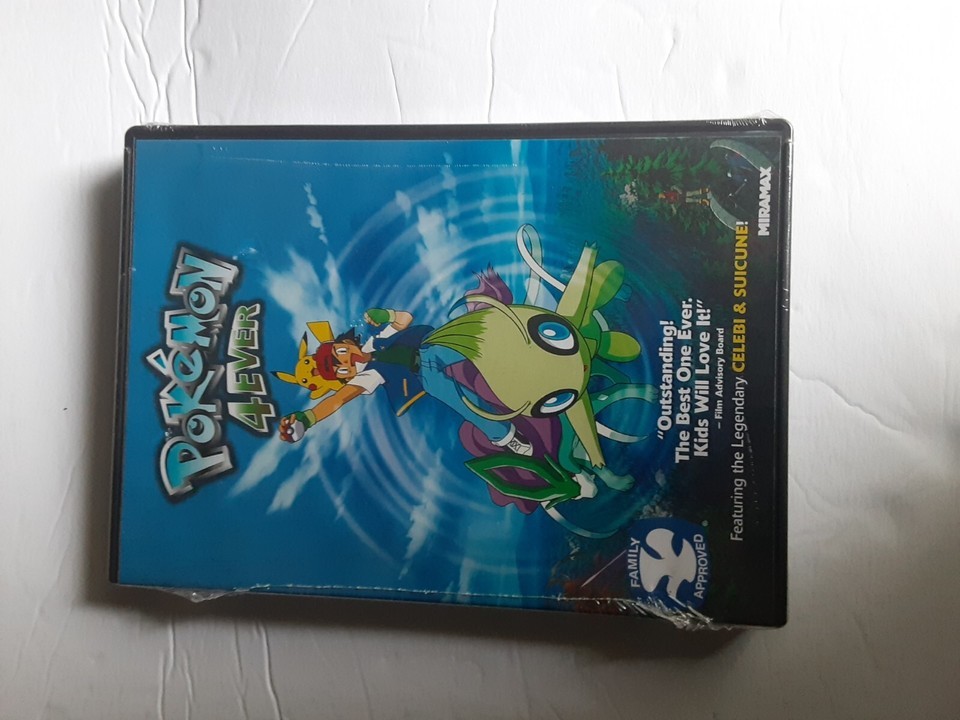 POKéMON
4EVER
"Outstanding!
The Best One Ever.
Kids Will Love It!"
– Film Advisory Board
Featuring the Legendary CELEBI & SUICUNE!
FAMILY
APPROVED
MIRAMAX